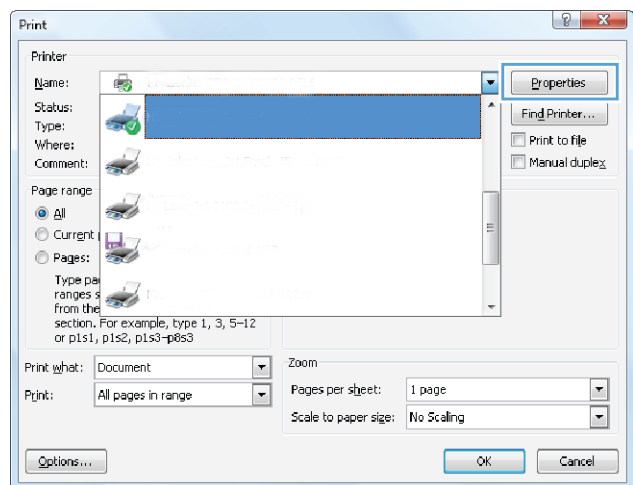 Print
Printer
Name:
Properties
Status:
Find Printer...
Type:
Where:
Print to file
Comment:
Manual duplex
Page range
All
Current
Pages:
Type pa
ranges s
from the
section. For example, type 1, 3, 5–12
or p1s1, p1s2, p1s3–p8s3
Print what: Document
Print: All pages in range
Zoom
Pages per sheet: 1 page
Scale to paper size: No Scaling
Options...
OK
Cancel